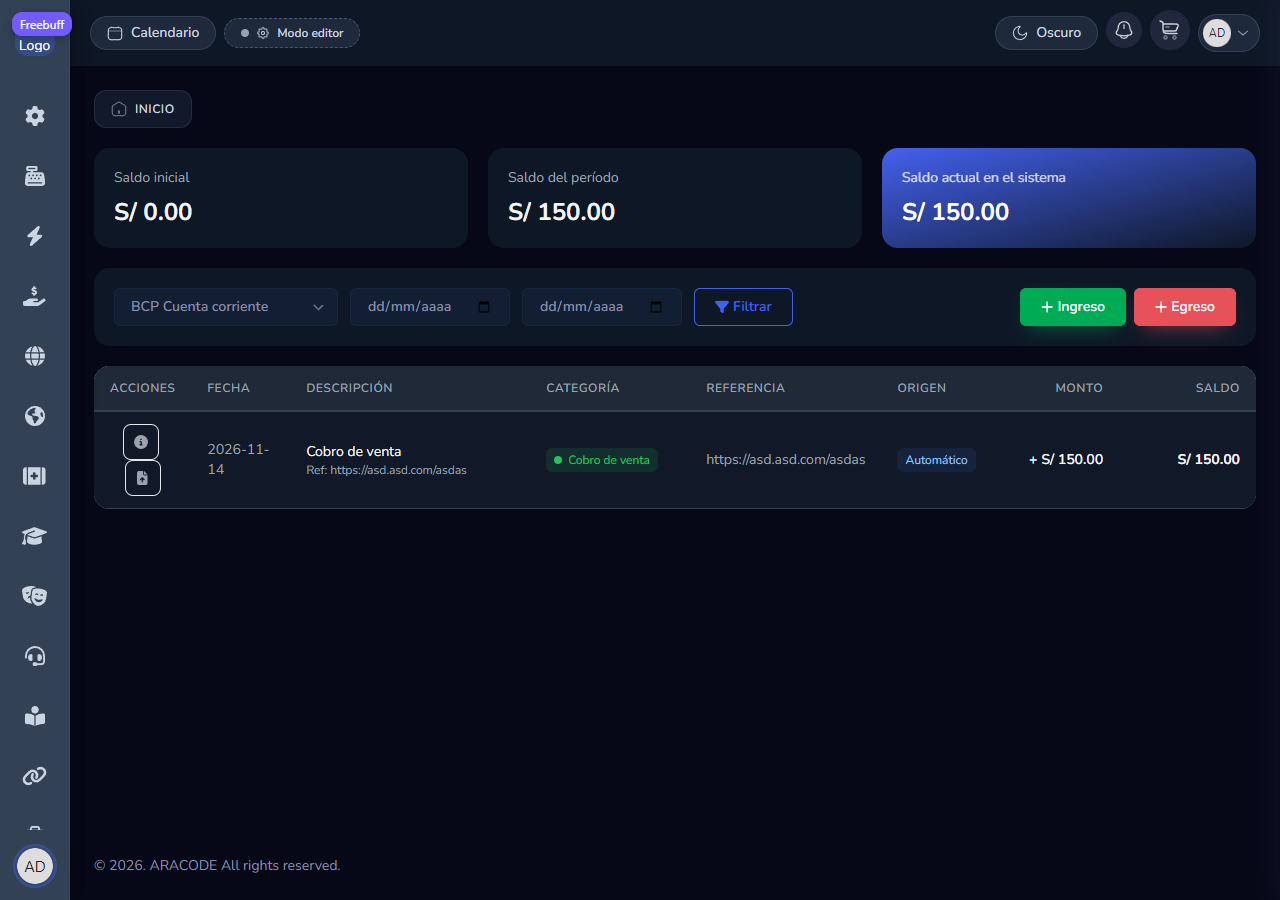 Freebuff
Logo
Calendario
Modo editor
Oscuro
AD
INICIO
Saldo inicial
S/ 0.00
Saldo del período
S/ 150.00
Saldo actual en el sistema
S/ 150.00
BCP Cuenta corriente
dd/mm/aaaa
dd/mm/aaaa
Filtrar
+ Ingreso
+ Egreso
ACCIONES FECHA DESCRIPCIÓN CATEGORÍA REFERENCIA ORIGEN MONTO SALDO
2026-11-
14
Cobro de venta
Ref: https://asd.asd.com/asdas
Cobro de venta
https://asd.asd.com/asdas
Automático
+ S/ 150.00
S/ 150.00
AD
© 2026. ARACODE All rights reserved.